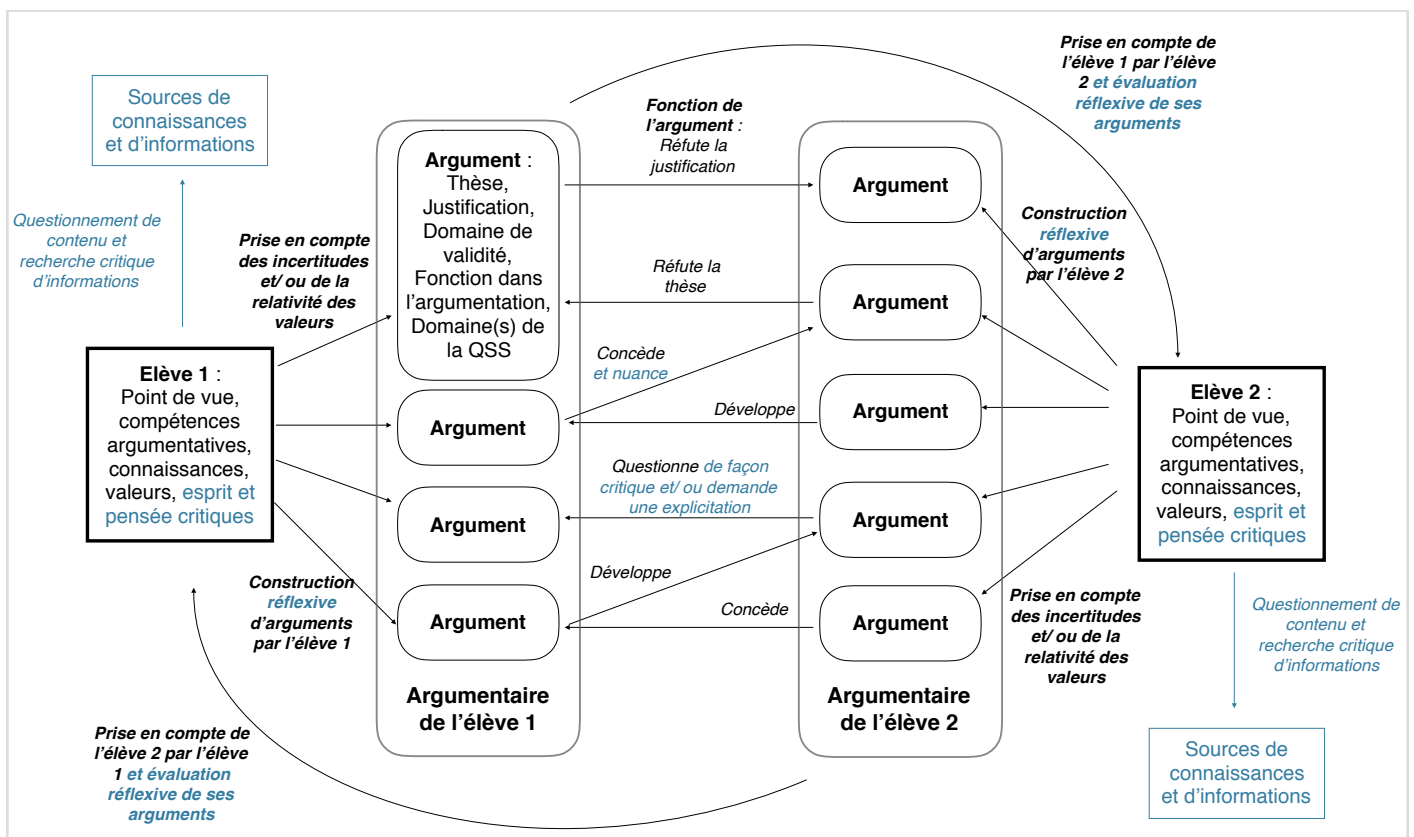 Sources de
connaissances
et d'informations
Questionnement de
contenu et
recherche critique
d'informations
Prise en compte
des incertitudes
et/ ou de la
relativité des
valeurs
Elève 1 :
Point de vue,
compétences
argumentatives,
connaissances,
valeurs, esprit et
pensée critiques
Construction
réflexive
d'arguments
par l'élève 1
Prise en compte de
l'élève 2 par l'élève
1 et évaluation
réflexive de ses
arguments
Argument :
Thèse,
Justification,
Domaine de
validité,
Fonction dans
l'argumentation,
Domaine(s) de
la QSS
Argument
Argument
Argument
Argumentaire
de l'élève 1
Fonction de
l'argument :
Réfute la
justification
Réfute la
thèse
Concède
et nuance
Développe
Questionne de façon
critique et/ ou demande
une explicitation
Développe
Concède
Argument
Argument
Argument
Argument
Argument
Argumentaire
de l'élève 2
Prise en compte de
l'élève 1 par l'élève
2 et évaluation
réflexive de ses
arguments
Construction
réflexive
d'arguments
par l'élève 2
Elève 2 :
Point de vue,
compétences
argumentatives,
connaissances,
valeurs, esprit et
pensée critiques
Prise en compte
des incertitudes
et/ ou de la
relativité des
valeurs
Questionnement de
contenu et
recherche critique
d'informations
Sources de
connaissances
et d'informations